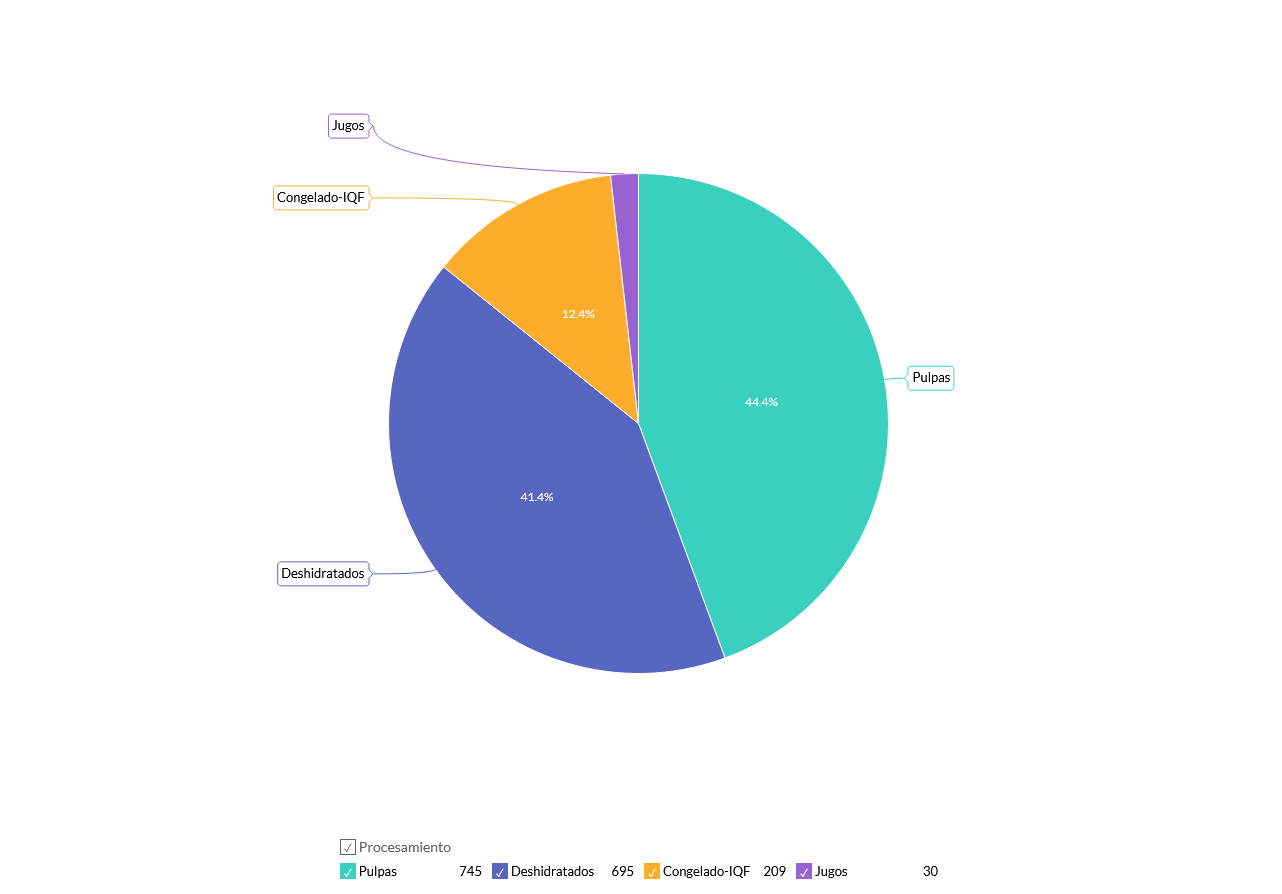 Jugos
Congelado-IQF
12.4%
Pulpas
44.4%
41.4%
Deshidratados
Procesamiento
Pulpas 745 Deshidratados 695 Congelado-IQF 209 Jugos 30